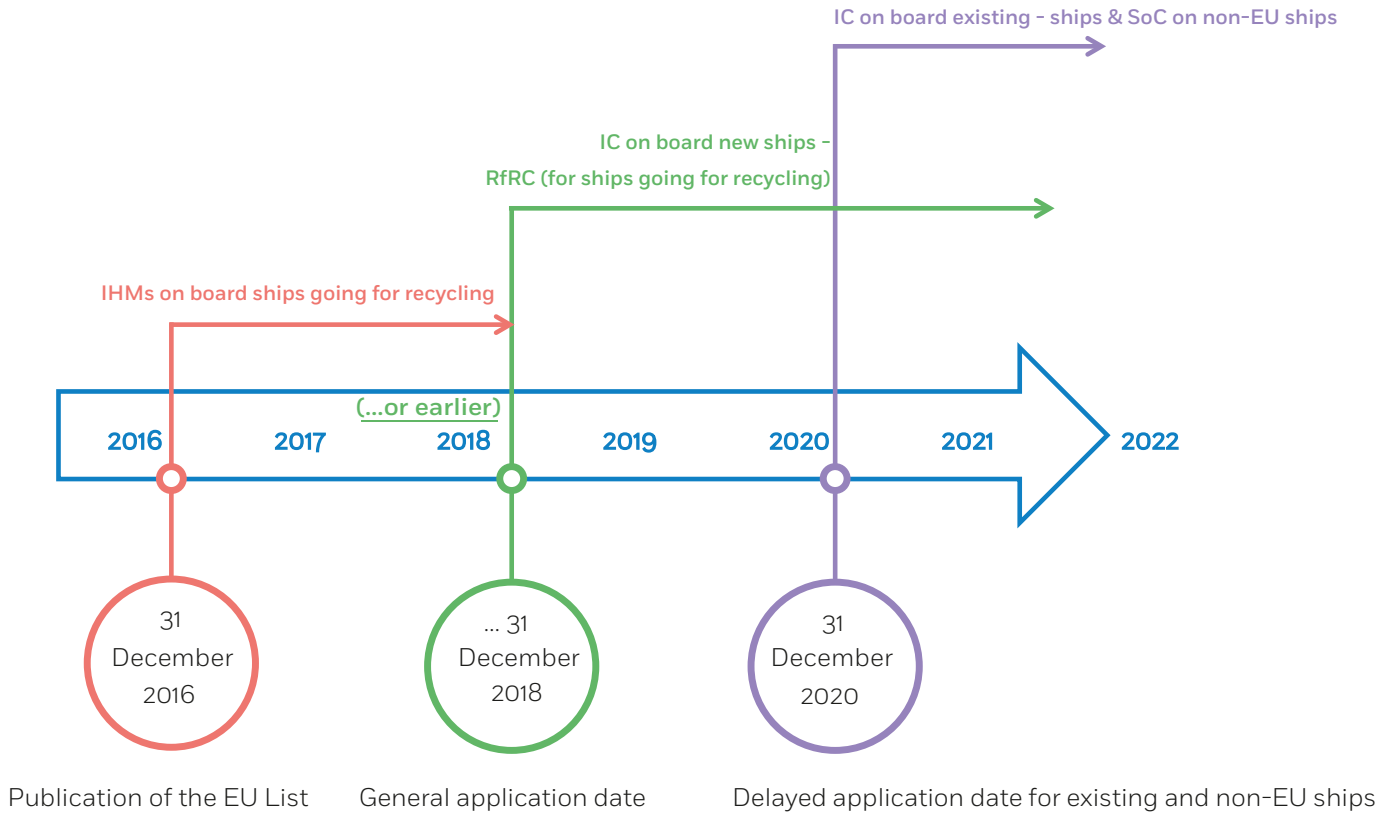 IC on board existing - ships & SoC on non-EU ships
IC on board new ships -
RfRC (for ships going for recycling)
IHMs on board ships going for recycling
(...or earlier)
2016 2017 2018 2019 2020 2021 2022
31
December
2016
... 31
December
2018
31
December
2020
Publication of the EU List
General application date
Delayed application date for existing and non-EU ships